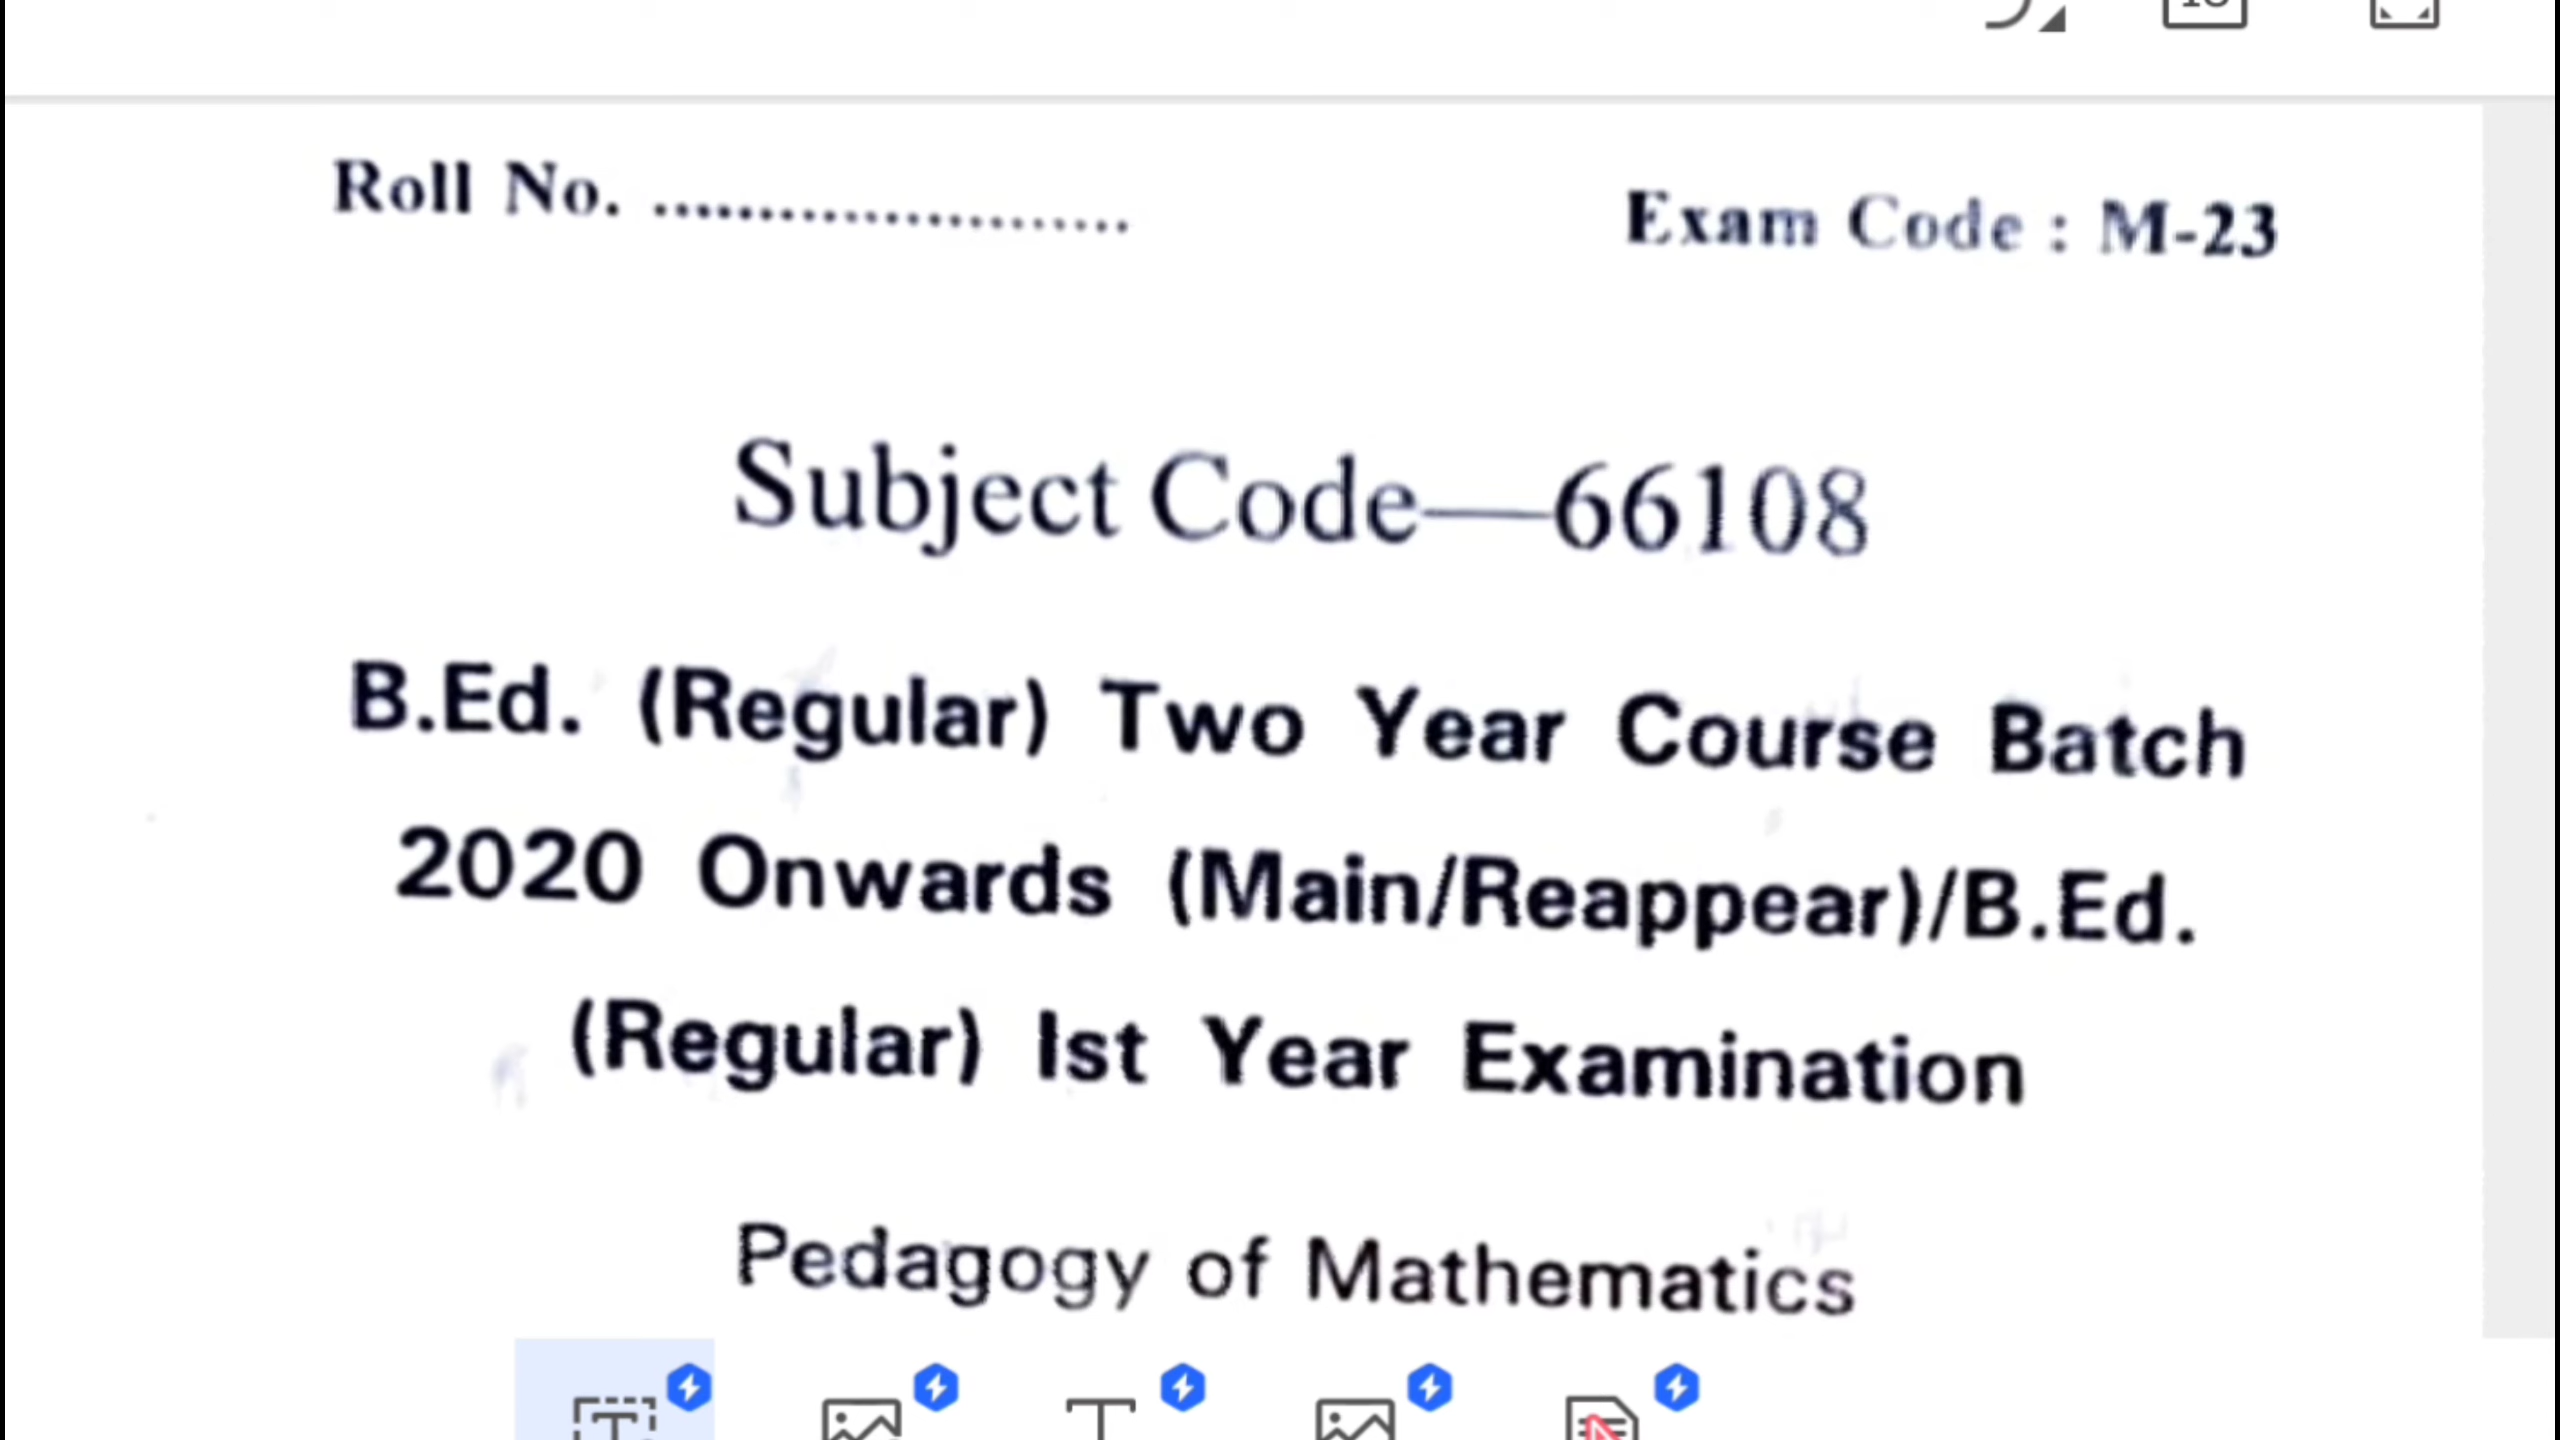 Roll No. ......................
Exam Code : M-23
Subject Code—66108
B.Ed. (Regular) Two Year Course Batch
2020 Onwards (Main/Reappear)/B.Ed.
(Regular) Ist Year Examination
Pedagogy of Mathematics